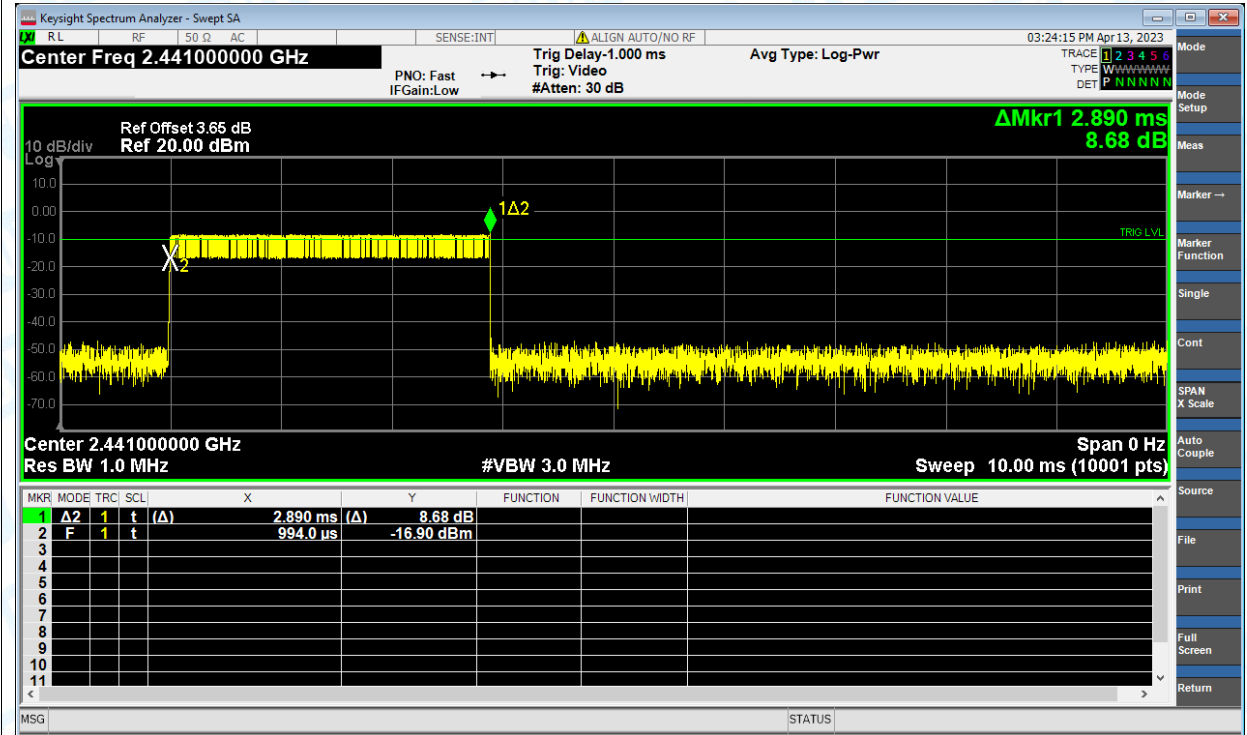 Keysight Spectrum Analyzer - Swept SA
LXI RL RF 50 Ω AC SENSE:INT ALIGN AUTO/NO RF 03:24:15 PM Apr 13, 2023
Center Freq 2.441000000 GHz
PNO: Fast
IFGain:Low
Trig Delay-1.000 ms
Trig: Video
#Atten: 30 dB
Avg Type: Log-Pwr
TRACE 1 2 3 4 5 6
TYPE WWWWWW
DET P N N N N N
ΔMkr1 2.890 ms
8.68 dB
Ref Offset 3.65 dB
10 dB/div Ref 20.00 dBm
Log
10.0
0.00
-10.0
-20.0
-30.0
-40.0
-50.0
-60.0
-70.0
1Δ2
X2
TRIG LVL
Center 2.441000000 GHz Span 0 Hz
Res BW 1.0 MHz #VBW 3.0 MHz Sweep 10.00 ms (10001 pts)
MKR MODE TRC SCL X Y FUNCTION FUNCTION WIDTH FUNCTION VALUE
1 Δ2 1 t (Δ) 2.890 ms (Δ) 8.68 dB
2 F 1 t 994.0 µs -16.90 dBm
3
4
5
6
7
8
9
10
11
MSG STATUS
Mode
Mode Setup
Meas
Marker →
Marker Function
Single
Cont
SPAN X Scale
Auto Couple
Source
File
Print
Full Screen
Return